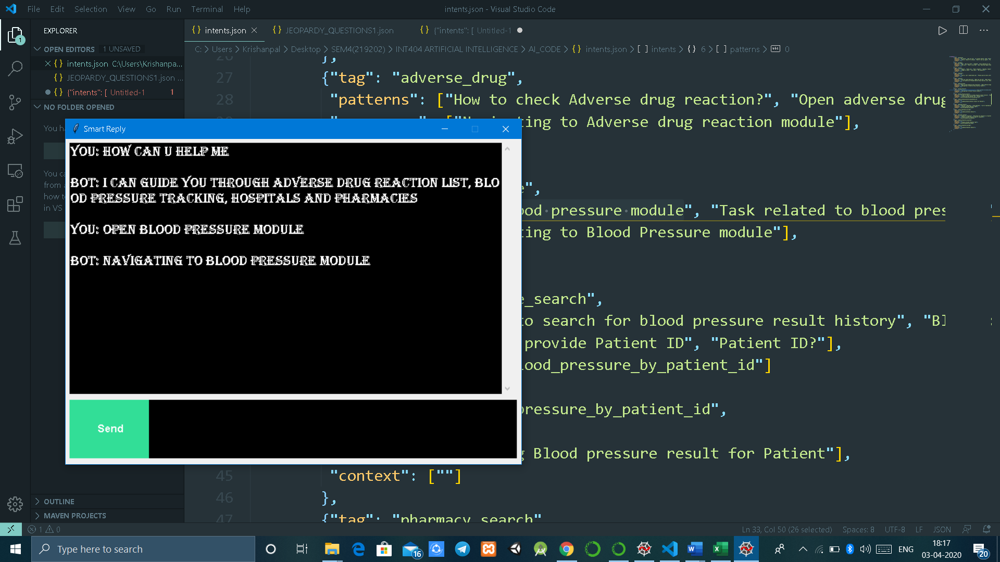 File Edit Selection View Go Run Terminal Help
intents.json - Visual Studio Code
EXPLORER
intents.json
JEOPARDY_QUESTIONS1.json
{"intents": [ Untitled-1
OPEN EDITORS 1 UNSAVED
C: > Users > Krishanpal > Desktop > SEM4(219202) > INT404 ARTIFICIAL INTELLIGENCE > AI_CODE > {} intents.json > [ ] intents > {} 6 > [ ] patterns > 0
intents.json C:\Users\Krishanpa...
JEOPARDY_QUESTIONS1.json ...
{"intents": [ Untitled-1 1
NO FOLDER OPENED
26 },
27 {"tag": "adverse_drug",
28 "patterns": ["How to check Adverse drug reaction?", "Open adverse drug
ting to Adverse drug reaction module"],
e",
ood pressure module", "Task related to blood pres
ting to Blood Pressure module"],
e_search",
to search for blood pressure result history", "Bl
provide Patient ID", "Patient ID?"],
lood_pressure_by_patient_id"]
pressure_by_patient_id",
g Blood pressure result for Patient"],
45 "context": [""]
46 },
47 {"tag": "pharmacy_search"
You
You ca
from a
how to
in VS
Smart Reply
YOU: HOW CAN U HELP ME
BOT: I CAN GUIDE YOU THROUGH ADVERSE DRUG REACTION LIST, BLO
OD PRESSURE TRACKING, HOSPITALS AND PHARMACIES
YOU: OPEN BLOOD PRESSURE MODULE
BOT: NAVIGATING TO BLOOD PRESSURE MODULE
Send
OUTLINE
MAVEN PROJECTS
1 0
Ln 33, Col 50 (26 selected) Spaces: 8 UTF-8 LF JSON
Type here to search
16
ENG
18:17
03-04-2020
20